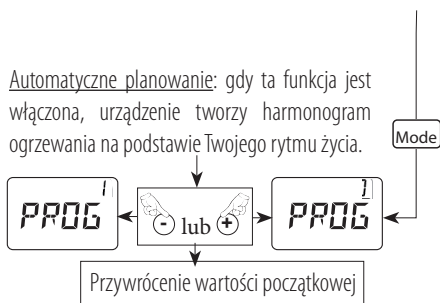 Automatyczne planowanie: gdy ta funkcja jest
włączona, urządzenie tworzy harmonogram
ogrzewania na podstawie Twojego rytmu życia.
Mode
1
PROG
- lub +
PROG
Przywrócenie wartości początkowej